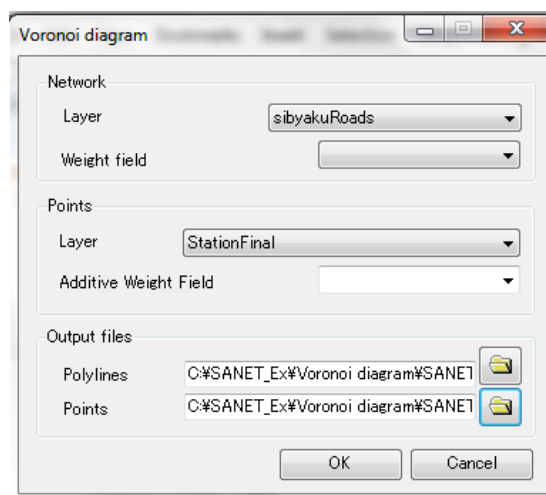 Voronoi diagram
Network
Layer sibyakuRoads
Weight field
Points
Layer StationFinal
Additive Weight Field
Output files
Polylines C:¥SANET_Ex¥Voronoi diagram¥SANET
Points C:¥SANET_Ex¥Voronoi diagram¥SANET
OK Cancel